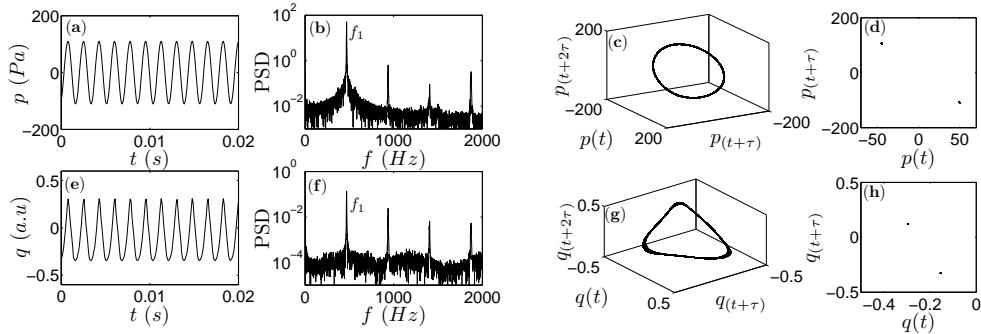 (a)
200
0
−200
p (Pa)
0
0.01
0.02
t (s)
(b)
f1
10^2
10^0
10^−2
PSD
0
1000
2000
f (Hz)
(c)
200
0
−200
p(t+2τ)
200
p(t)
p(t+τ)
−200
(d)
200
0
−200
p(t+τ)
−50
0
50
p(t)
(e)
0.5
0
−0.5
q (a.u)
0
0.01
0.02
t (s)
(f)
f1
10^0
10^−2
10^−4
PSD
0
1000
2000
f (Hz)
(g)
0.5
−0.5
q(t+2τ)
0.5
q(t)
q(t+τ)
−0.5
(h)
0.5
0
−0.5
q(t+τ)
−0.4
−0.2
0
q(t)